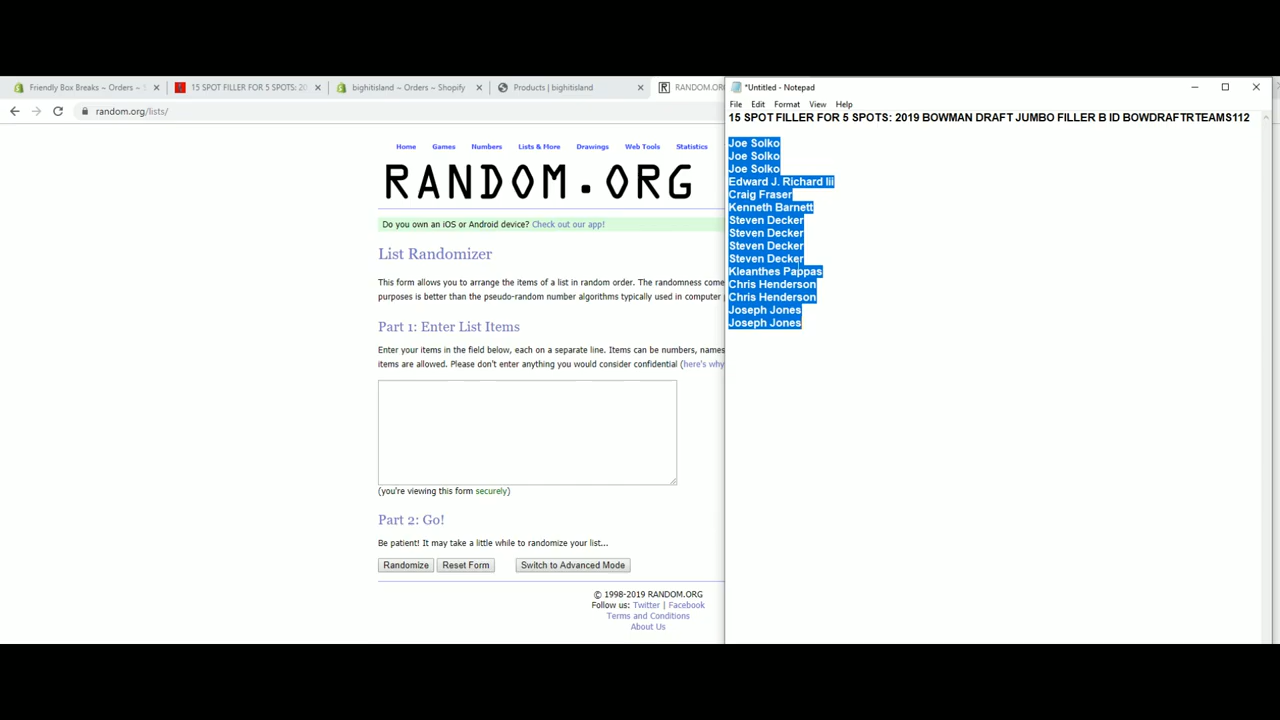 Friendly Box Breaks ~ Orders ~ S
15 SPOT FILLER FOR 5 SPOTS: 20
bighitisland ~ Orders ~ Shopify
Products | bighitisland
RANDOM.ORG
*Untitled - Notepad
random.org/lists/
File Edit Format View Help
15 SPOT FILLER FOR 5 SPOTS: 2019 BOWMAN DRAFT JUMBO FILLER B ID BOWDRAFTRTEAMS112
Joe Solko
Joe Solko
Joe Solko
Edward J. Richard Iii
Craig Fraser
Kenneth Barnett
Steven Decker
Steven Decker
Steven Decker
Steven Decker
Kleanthes Pappas
Chris Henderson
Chris Henderson
Joseph Jones
Joseph Jones
Home Games Numbers Lists & More Drawings Web Tools Statistics
RANDOM.ORG
Do you own an iOS or Android device? Check out our app!
List Randomizer
This form allows you to arrange the items of a list in random order. The randomness come
purposes is better than the pseudo-random number algorithms typically used in computer
Part 1: Enter List Items
Enter your items in the field below, each on a separate line. Items can be numbers, names
items are allowed. Please don't enter anything you would consider confidential (here's why
(you're viewing this form securely)
Part 2: Go!
Be patient! It may take a little while to randomize your list...
Randomize Reset Form Switch to Advanced Mode
© 1998-2019 RANDOM.ORG
Follow us: Twitter | Facebook
Terms and Conditions
About Us